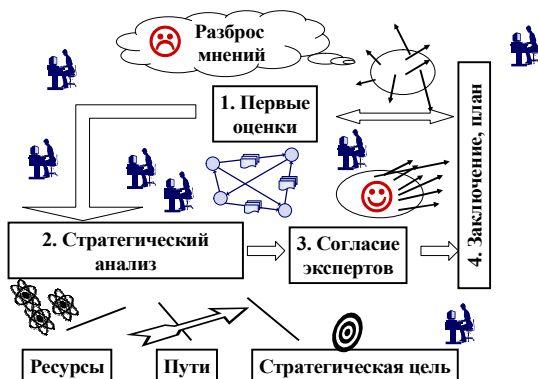 Разброс
мнений
1. Первые
оценки
2. Стратегический
анализ
3. Согласие
экспертов
4. Заключение, план
Ресурсы
Пути
Стратегическая цель